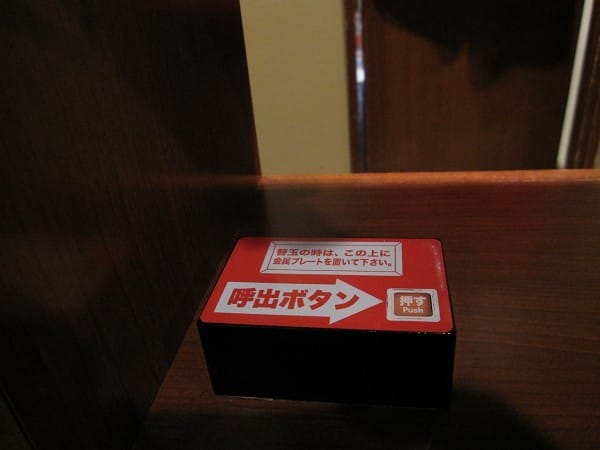 替玉の時は、この上に
金属プレートを置いて下さい。
呼出ボタン
押す
Push